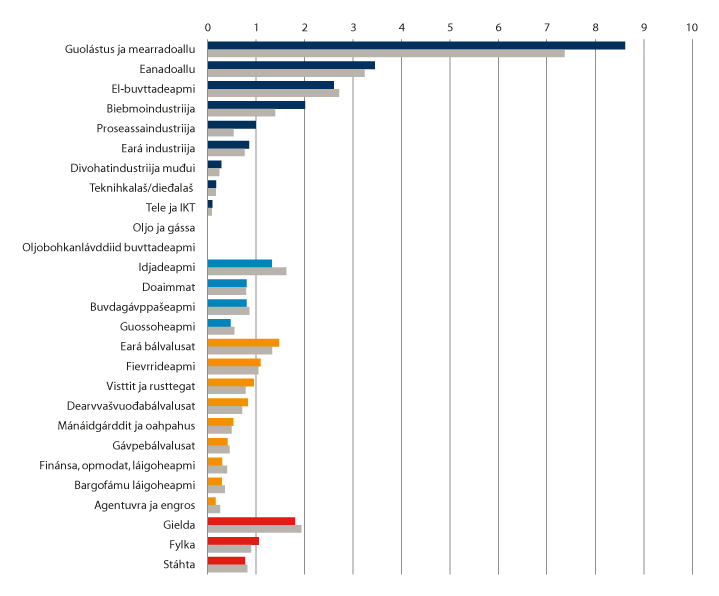 0 1 2 3 4 5 6 7 8 9 10
Guolástus ja mearradoallu
Eanadoallu
El-buvttadeapmi
Biebmoindustriija
Proseassaindustriija
Eará industriija
Divohatindustriija muđui
Teknihkalaš/dieđalaš
Tele ja IKT
Oljo ja gássa
Oljobohkanlávddiid buvttadeapmi
Idjadeapmi
Doaimmat
Buvdagávppašeapmi
Guossoheapmi
Eará bálvalusat
Fievrrideapmi
Visttit ja rusttegat
Dearvvašvuođabálvalusat
Mánáidgárddit ja oahpahus
Gávpebálvalusat
Finánsa, opmodat, láigoheapmi
Bargofámu láigoheapmi
Agentuvra ja engros
Gielda
Fylka
Stáhta